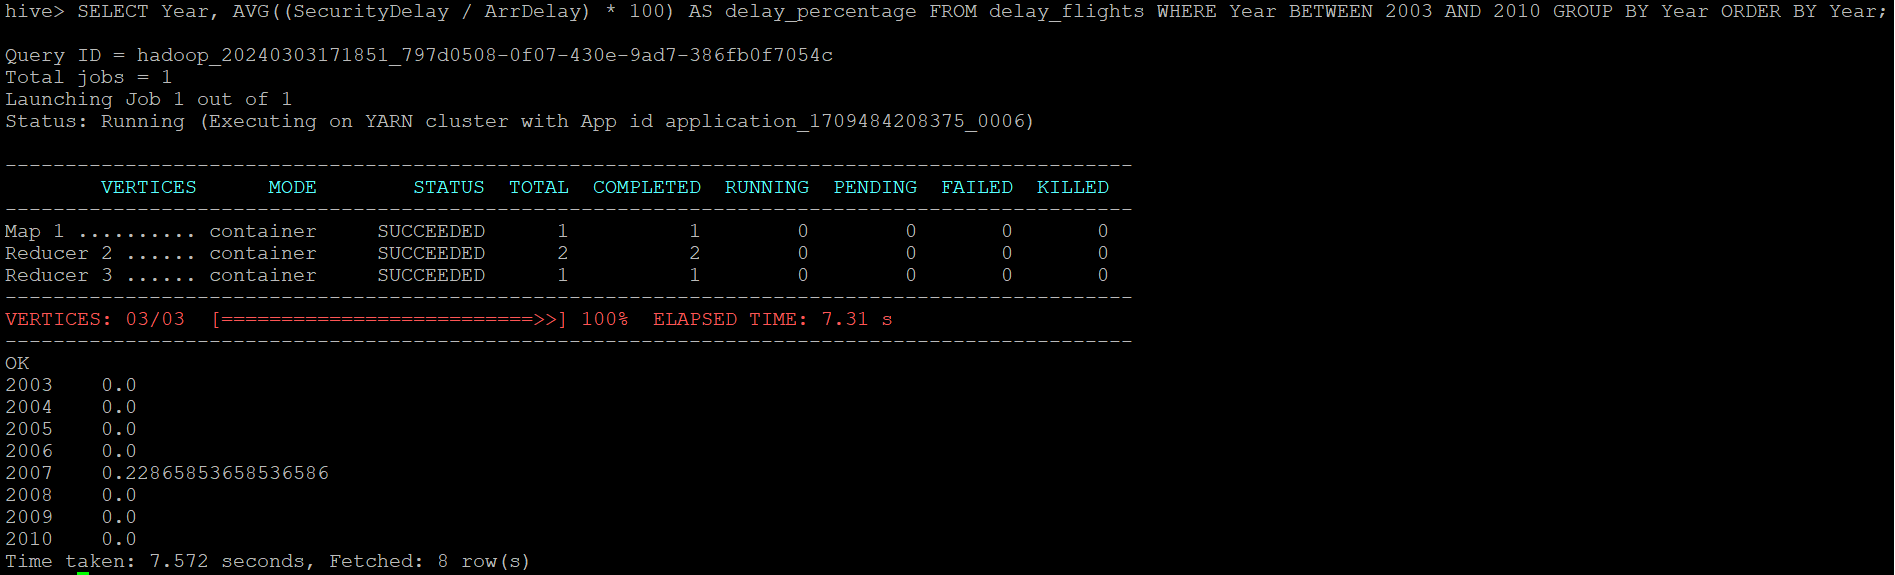 hive> SELECT Year, AVG((SecurityDelay / ArrDelay) * 100) AS delay_percentage FROM delay_flights WHERE Year BETWEEN 2003 AND 2010 GROUP BY Year ORDER BY Year;
Query ID = hadoop_20240303171851_797d0508-0f07-430e-9ad7-386fb0f7054c
Total jobs = 1
Launching Job 1 out of 1
Status: Running (Executing on YARN cluster with App id application_1709484208375_0006)
----------------------------------------------------------------------------------------------
        VERTICES      MODE        STATUS  TOTAL  COMPLETED  RUNNING  PENDING  FAILED  KILLED
----------------------------------------------------------------------------------------------
Map 1 .......... container     SUCCEEDED      1          1        0        0       0       0
Reducer 2 ...... container     SUCCEEDED      2          2        0        0       0       0
Reducer 3 ...... container     SUCCEEDED      1          1        0        0       0       0
----------------------------------------------------------------------------------------------
VERTICES: 03/03  [==========================>>] 100%  ELAPSED TIME: 7.31 s
----------------------------------------------------------------------------------------------
OK
2003    0.0
2004    0.0
2005    0.0
2006    0.0
2007    0.22865853658536586
2008    0.0
2009    0.0
2010    0.0
Time taken: 7.572 seconds, Fetched: 8 row(s)